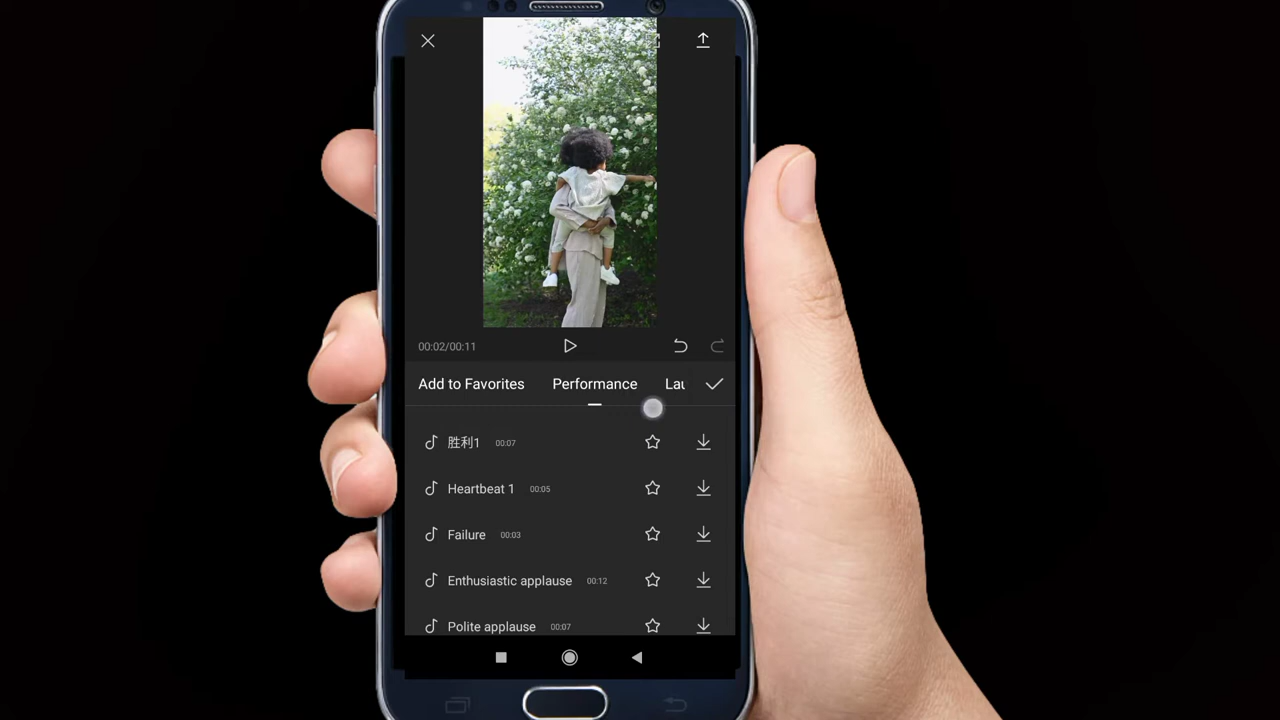 00:02/00:11
Add to Favorites Performance Lau
胜利1 00:07
Heartbeat 1 00:05
Failure 00:03
Enthusiastic applause 00:12
Polite applause 00:07